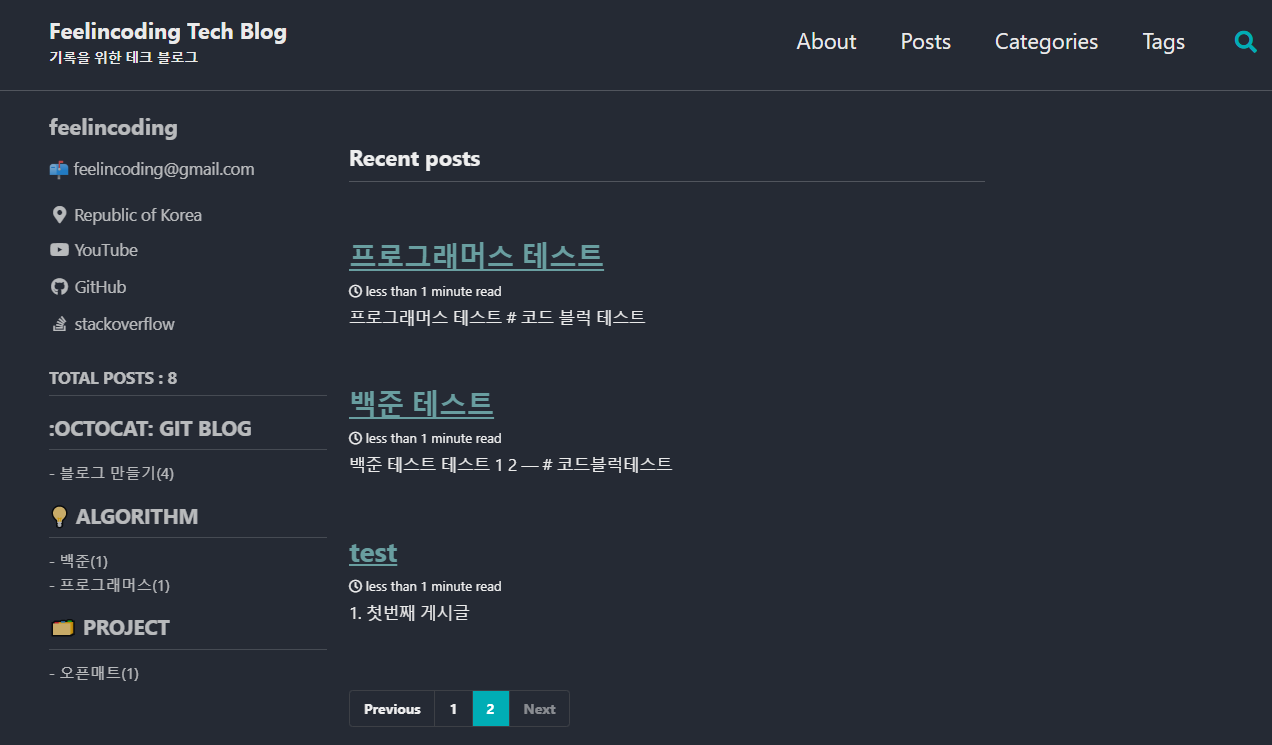 Feelincoding Tech Blog
기록을 위한 테크 블로그
About Posts Categories Tags
feelincoding
feelincoding@gmail.com
Republic of Korea
YouTube
GitHub
stackoverflow
TOTAL POSTS : 8
:OCTOCAT: GIT BLOG
- 블로그 만들기(4)
ALGORITHM
- 백준(1)
- 프로그래머스(1)
PROJECT
- 오픈매트(1)
Recent posts
프로그래머스 테스트
less than 1 minute read
프로그래머스 테스트 # 코드 블럭 테스트
백준 테스트
less than 1 minute read
백준 테스트 테스트 1 2 — # 코드블럭테스트
test
less than 1 minute read
1. 첫번째 게시글
Previous 1 2 Next